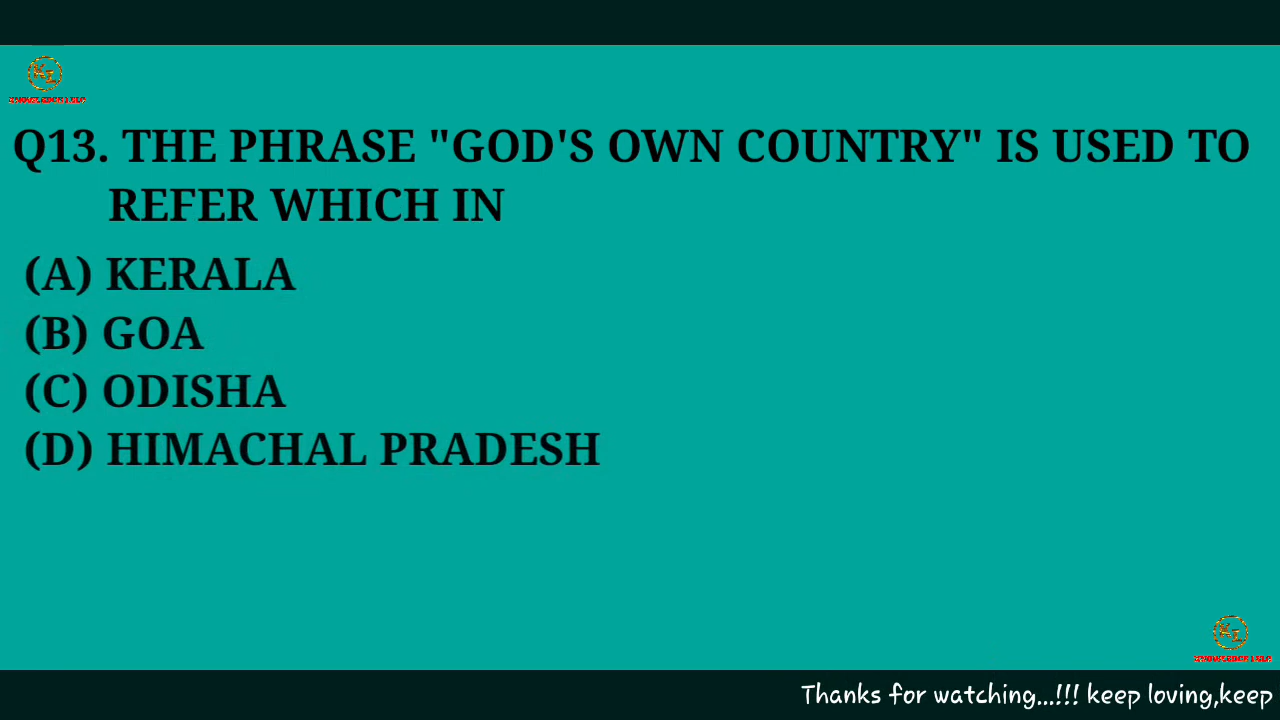 Q13. THE PHRASE "GOD'S OWN COUNTRY" IS USED TO
REFER WHICH IN
(A) KERALA
(B) GOA
(C) ODISHA
(D) HIMACHAL PRADESH
Thanks for watching...!!! keep loving,keep